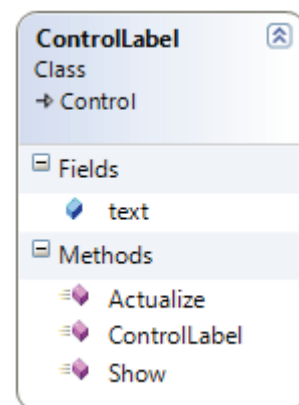 ControlLabel
Class
Control
Fields
text
Methods
Actualize
ControlLabel
Show